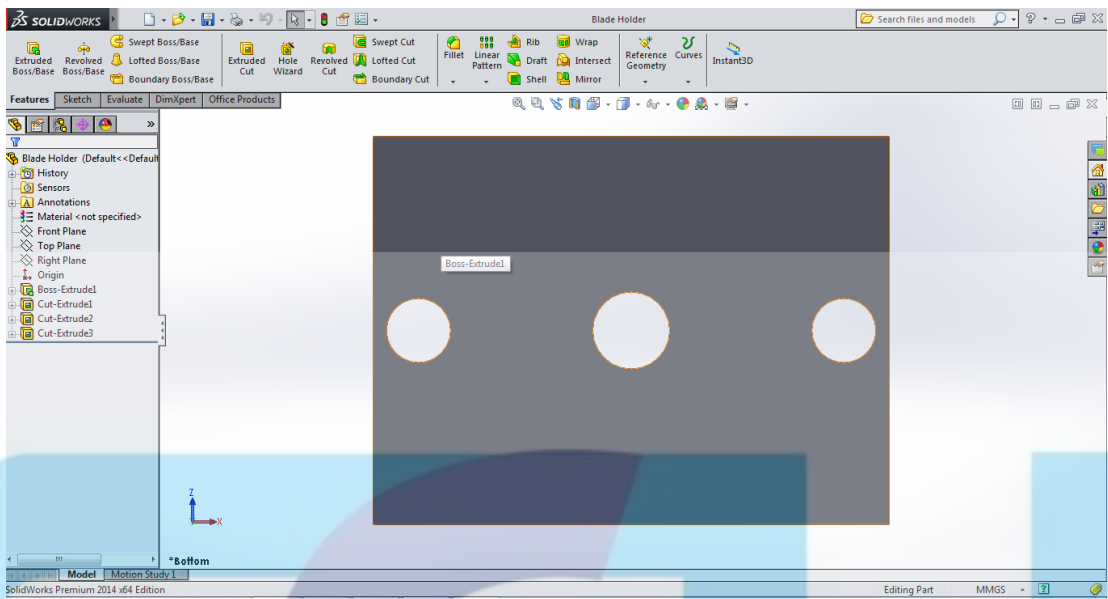 SOLIDWORKS
Blade Holder
Search files and models
Extruded Boss/Base
Revolved Boss/Base
Swept Boss/Base
Lofted Boss/Base
Boundary Boss/Base
Extruded Cut
Hole Wizard
Revolved Cut
Swept Cut
Lofted Cut
Boundary Cut
Fillet
Linear Pattern
Rib
Draft
Shell
Wrap
Intersect
Mirror
Reference Geometry
Curves
Instant3D
Features
Sketch
Evaluate
DimXpert
Office Products
Blade Holder (Default<<Default
History
Sensors
Annotations
Material <not specified>
Front Plane
Top Plane
Right Plane
Origin
Boss-Extrude1
Cut-Extrude1
Cut-Extrude2
Cut-Extrude3
Boss-Extrude1
Z
X
*Bottom
Model
Motion Study 1
SolidWorks Premium 2014 x64 Edition
Editing Part
MMGS